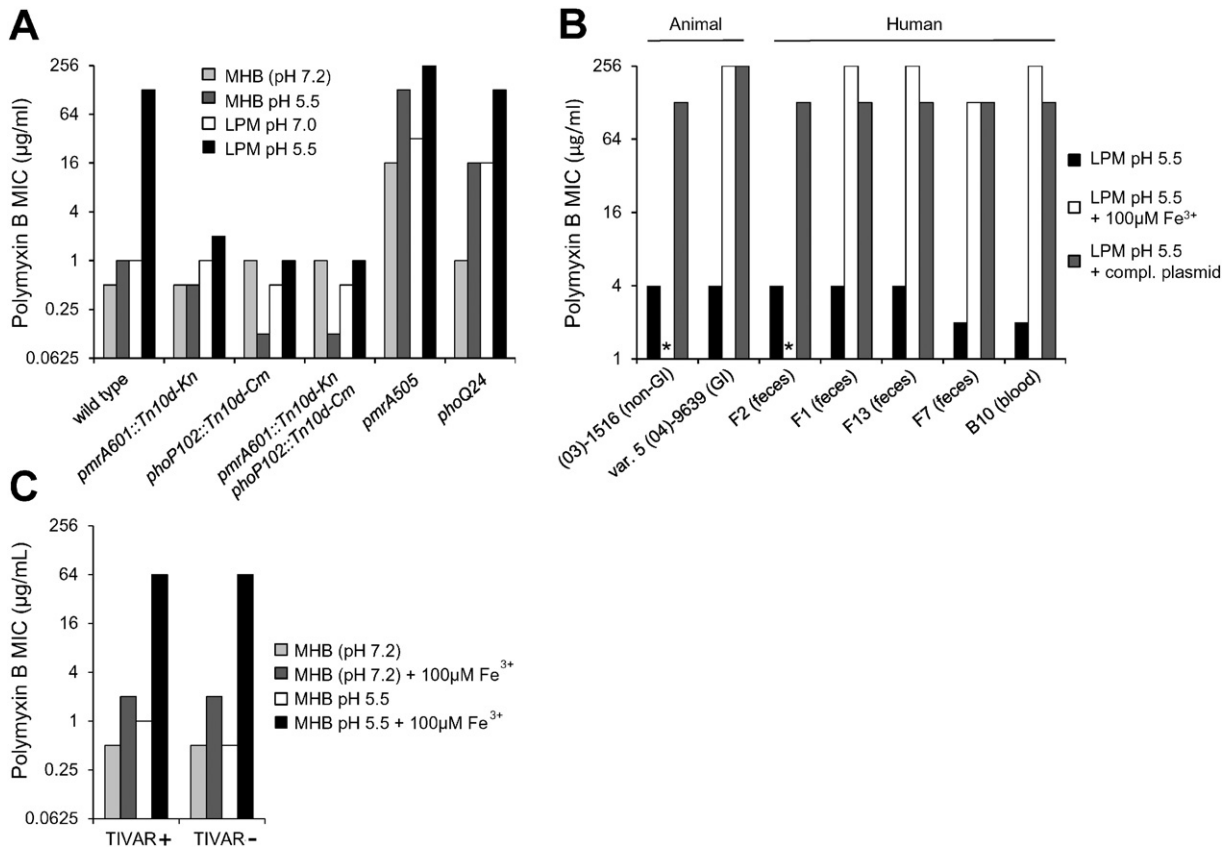 A
Polymyxin B MIC (µg/ml)
256
64
16
4
1
0.25
0.0625
MHB (pH 7.2)
MHB pH 5.5
LPM pH 7.0
LPM pH 5.5
wild type
pmrA601::Tn10d-Kn
phoP102::Tn10d-Cm
pmrA601::Tn10d-Kn
phoP102::Tn10d-Cm
pmrA505
phoQ24
B
Animal
Human
Polymyxin B MIC (µg/ml)
256
64
16
4
1
*
*
LPM pH 5.5
LPM pH 5.5
+ 100µM Fe³⁺
LPM pH 5.5
+ compl. plasmid
(03)-1516 (non-GI)
var. 5 (04)-9639 (GI)
F2 (feces)
F1 (feces)
F13 (feces)
F7 (feces)
B10 (blood)
C
Polymyxin B MIC (µg/mL)
256
64
16
4
1
0.25
0.0625
MHB (pH 7.2)
MHB (pH 7.2) + 100µM Fe³⁺
MHB pH 5.5
MHB pH 5.5 + 100µM Fe³⁺
TIVAR+
TIVAR-